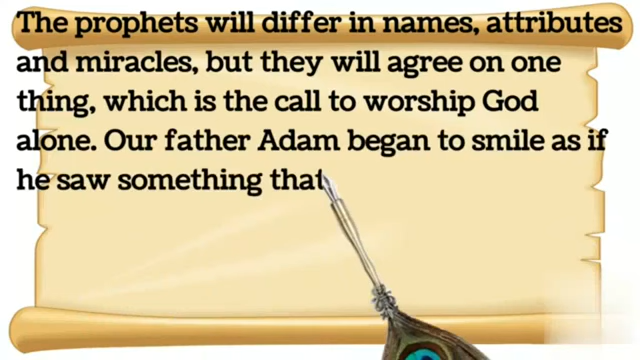 The prophets will differ in names, attributes
and miracles, but they will agree on one
thing, which is the call to worship God
alone. Our father Adam began to smile as if
he saw something that